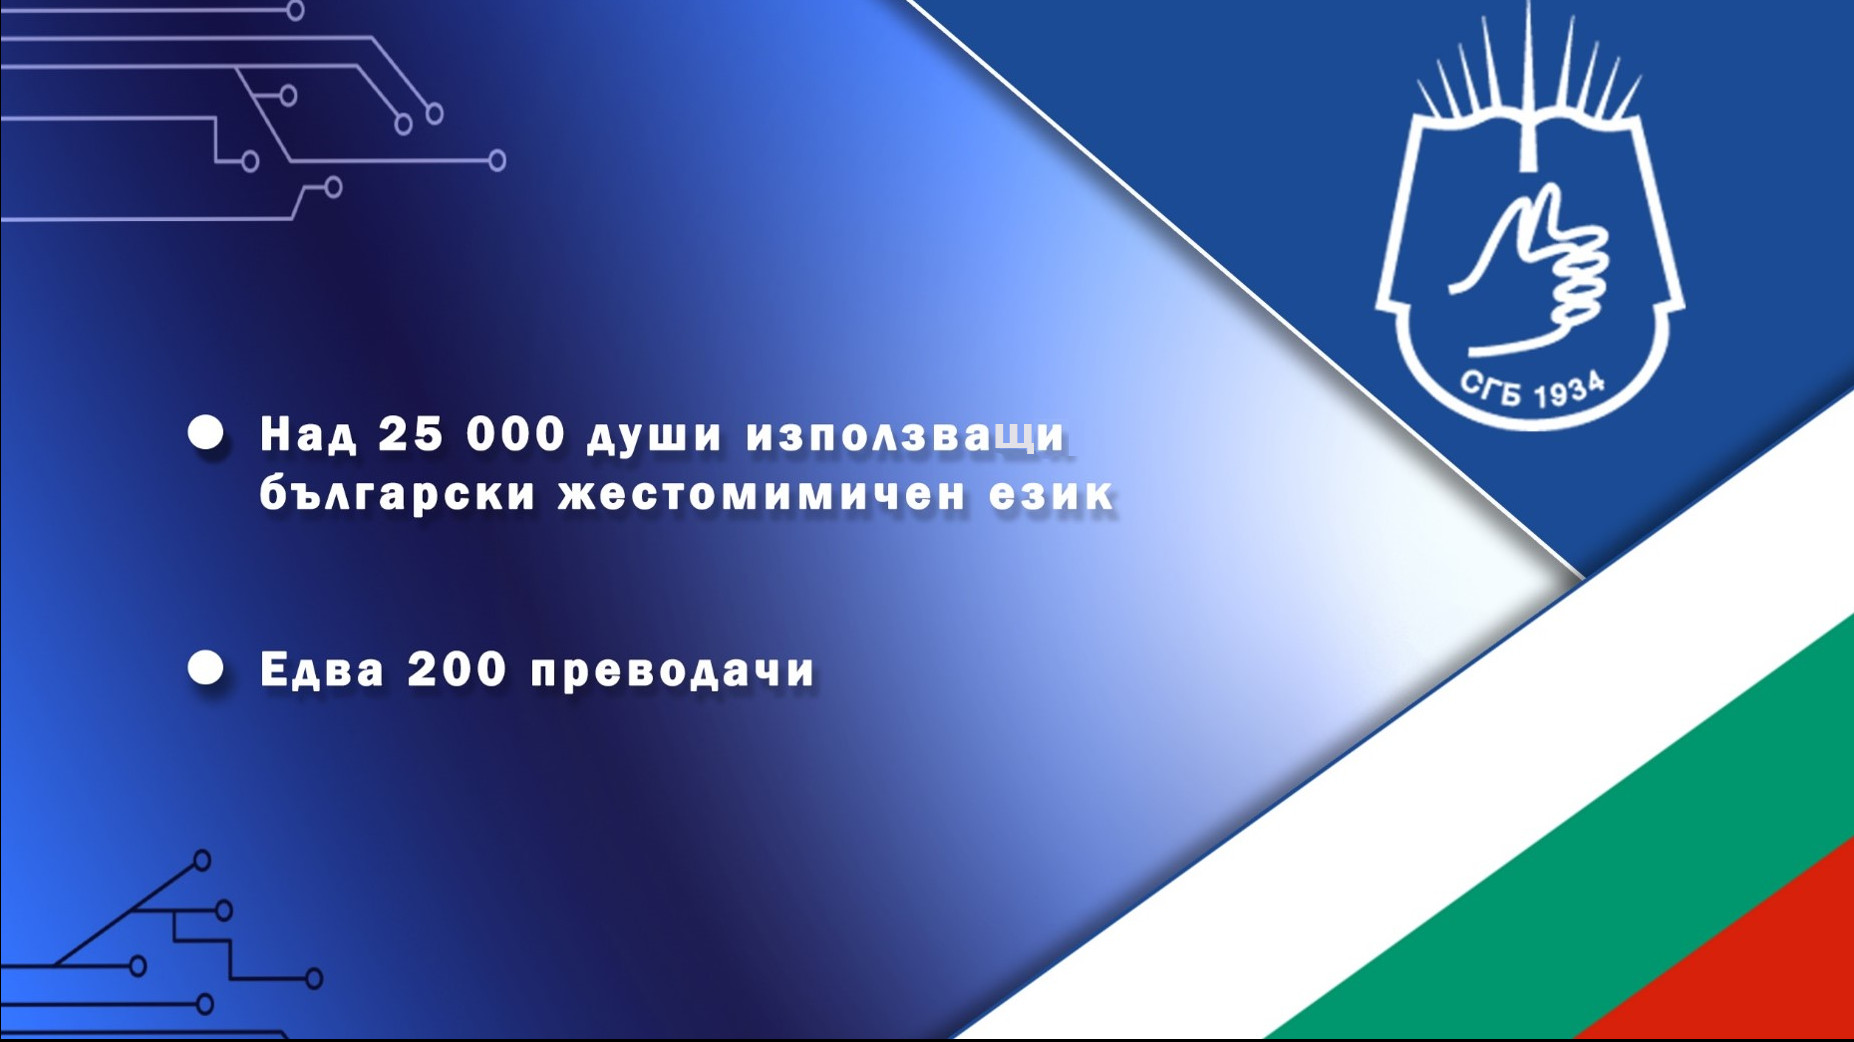 СГБ 1934
Над 25 000 души използващи
български жестомимичен език
Едва 200 преводачи